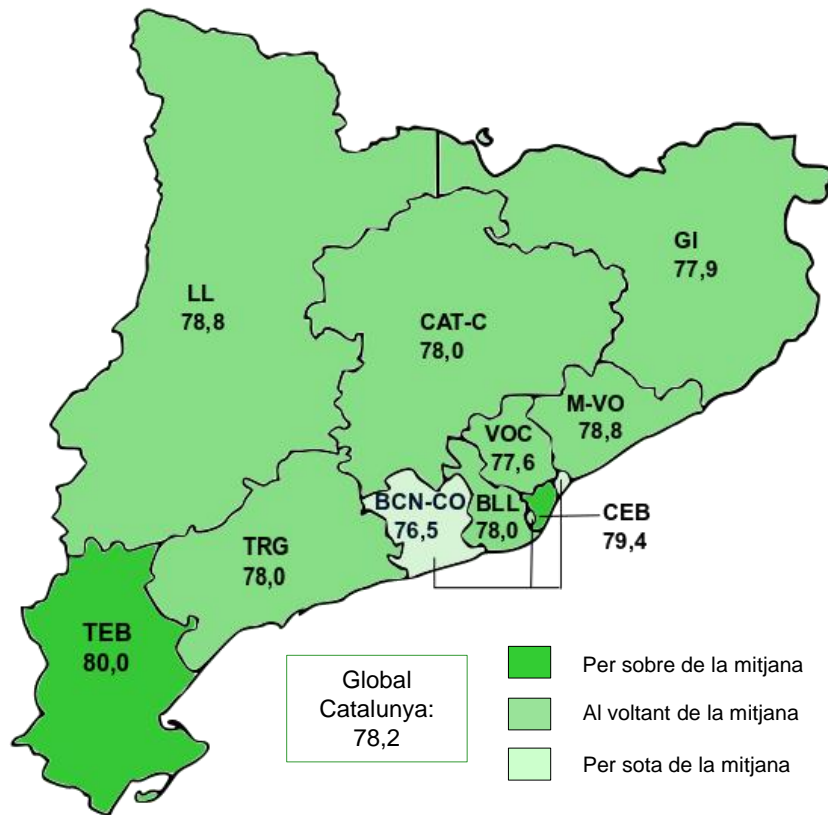 GI
77,9
LL
78,8
CAT-C
78,0
M-VO
78,8
VOC
77,6
BCN-CO
76,5
BLL
78,0
CEB
79,4
TRG
78,0
TEB
80,0
Global
Catalunya:
78,2
Per sobre de la mitjana
Al voltant de la mitjana
Per sota de la mitjana